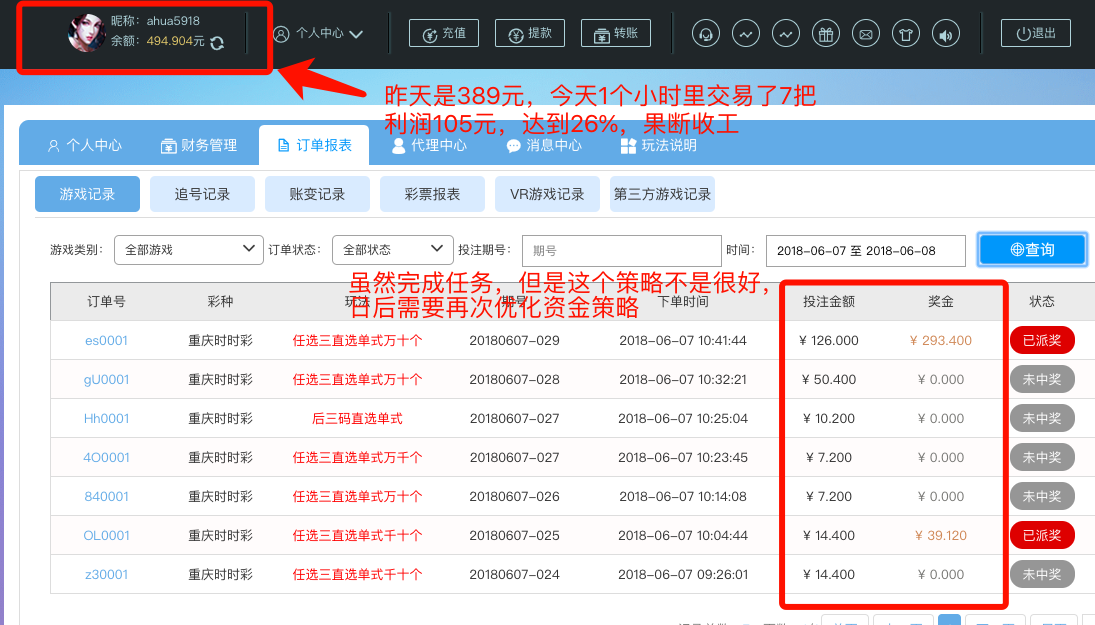 昵称： ahua5918
余额： 494.904元
个人中心
充值
提款
转账
退出
昨天是389元，今天1个小时里交易了7把
利润105元，达到26%，果断收工
个人中心
财务管理
订单报表
代理中心
消息中心
玩法说明
游戏记录
追号记录
账变记录
彩票报表
VR游戏记录
第三方游戏记录
游戏类别：
全部游戏
订单状态：
全部状态
投注期号：
期号
时间：
2018-06-07 至 2018-06-08
查询
虽然完成任务，但是这个策略不是很好，
日后需要再次优化资金策略
订单号 彩种 玩法 期号 下单时间 投注金额 奖金 状态
es0001 重庆时时彩 任选三直选单式万十个 20180607-029 2018-06-07 10:41:44 ¥ 126.000 ¥ 293.400 已派奖
gU0001 重庆时时彩 任选三直选单式万十个 20180607-028 2018-06-07 10:32:21 ¥ 50.400 ¥ 0.000 未中奖
Hh0001 重庆时时彩 后三码直选单式 20180607-027 2018-06-07 10:25:04 ¥ 10.200 ¥ 0.000 未中奖
4O0001 重庆时时彩 任选三直选单式万千个 20180607-027 2018-06-07 10:23:45 ¥ 7.200 ¥ 0.000 未中奖
840001 重庆时时彩 任选三直选单式万十个 20180607-026 2018-06-07 10:14:08 ¥ 7.200 ¥ 0.000 未中奖
OL0001 重庆时时彩 任选三直选单式千十个 20180607-025 2018-06-07 10:04:44 ¥ 14.400 ¥ 39.120 已派奖
z30001 重庆时时彩 任选三直选单式千十个 20180607-024 2018-06-07 09:26:01 ¥ 14.400 ¥ 0.000 未中奖